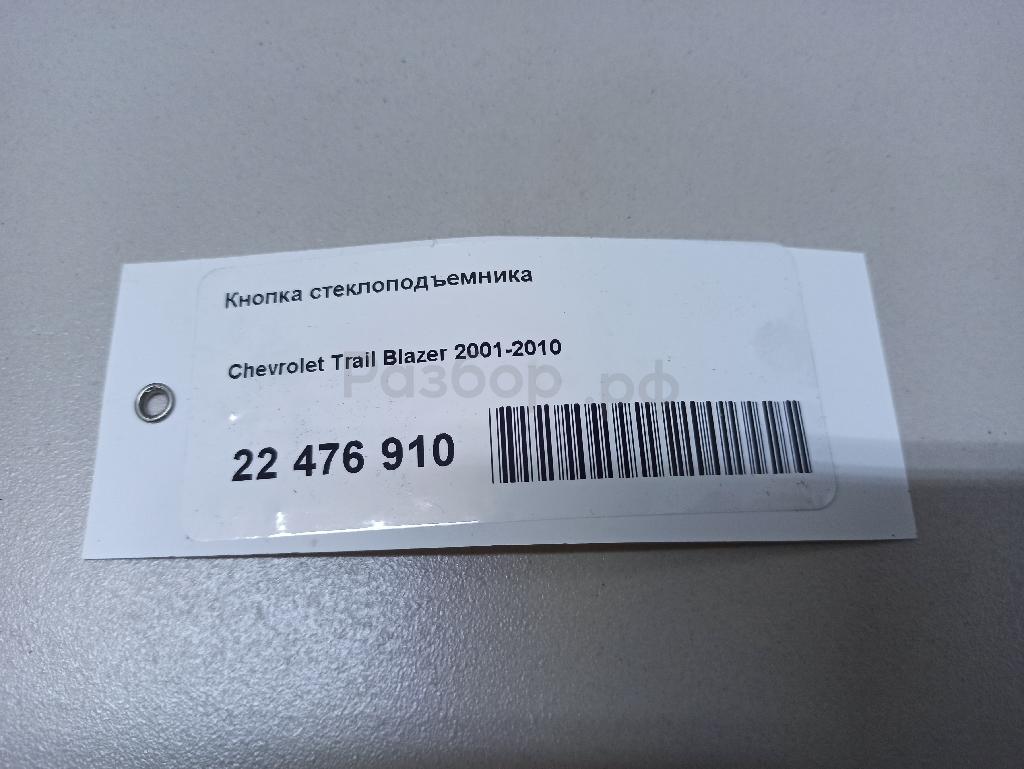 Кнопка стеклоподъемника
Chevrolet Trail Blazer 2001-2010
Разбор.рф
22 476 910